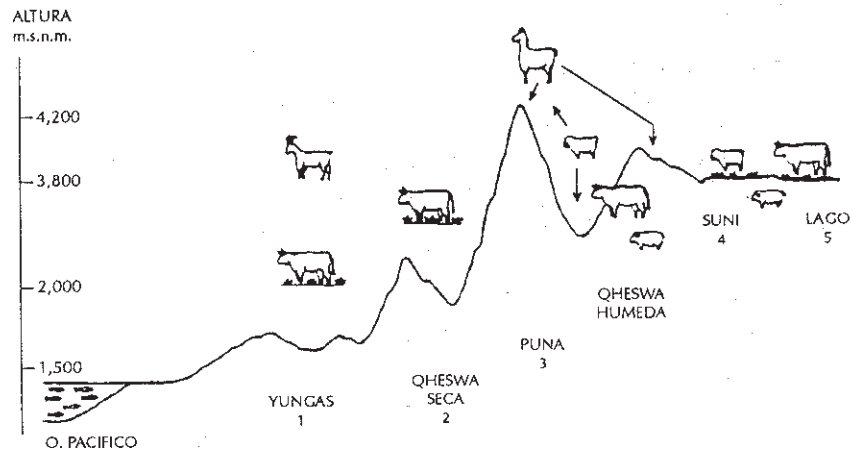 ALTURA
m.s.n.m.
4,200
3,800
2,000
1,500
O. PACIFICO
YUNGAS
1
QHESWA
SECA
2
PUNA
3
QHESWA
HUMEDA
SUNI
4
LAGO
5